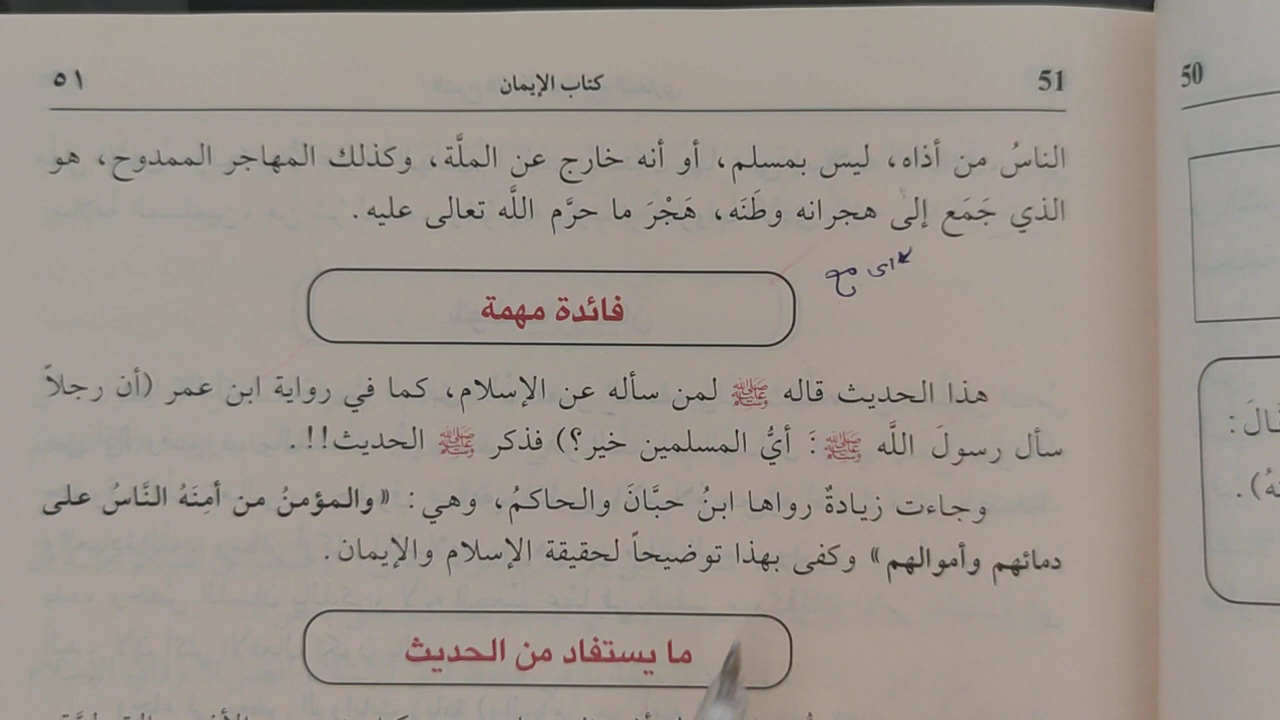 51 كتاب الإيمان ٥١
50
الناسُ من أذاه، ليس بمسلم، أو أنه خارج عن الملَّة، وكذلك المهاجر الممدوح، هو
الذي جَمَع إلى هجرانه وطَنَه، هَجْرَ ما حرَّم اللَّه تعالى عليه.
اى مع
فائدة مهمة
هذا الحديث قاله ﷺ لمن سأله عن الإسلام، كما في رواية ابن عمر (أن رجلاً
سأل رسولَ اللَّه ﷺ: أيُّ المسلمين خير؟) فذكر ﷺ الحديث!!.
وجاءت زيادةٌ رواها ابنُ حبَّانَ والحاكمُ، وهي: «والمؤمنُ من أمِنَهُ النَّاسُ على
دمائهم وأموالهم» وكفى بهذا توضيحاً لحقيقة الإسلام والإيمان.
ما يستفاد من الحديث